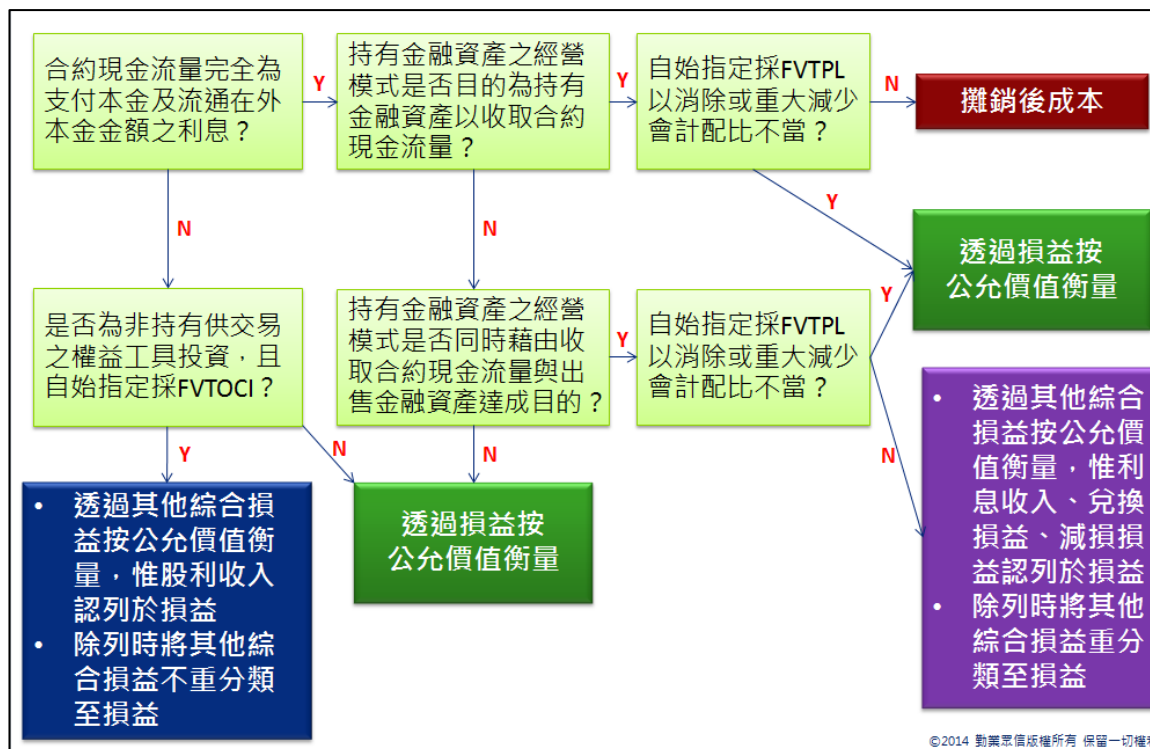 合約現金流量完全為
支付本金及流通在外
本金金額之利息？
Y
持有金融資產之經營
模式是否目的為持有
金融資產以收取合約
現金流量？
Y
自始指定採FVTPL
以消除或重大減少
會計配比不當？
N
攤銷後成本
N
N
Y
透過損益按
公允價值衡量
是否為非持有供交易
之權益工具投資，且
自始指定採FVTOCI？
持有金融資產之經營
模式是否同時藉由收
取合約現金流量與出
售金融資產達成目的？
Y
自始指定採FVTPL
以消除或重大減少
會計配比不當？
Y
N
Y
N
N
• 透過其他綜合損
益按公允價值衡
量，惟股利收入
認列於損益
• 除列時將其他綜
合損益不重分類
至損益
透過損益按
公允價值衡量
• 透過其他綜合
損益按公允價
值衡量，惟利
息收入、兌換
損益、減損損
益認列於損益
• 除列時將其他
綜合損益重分
類至損益
©2014 勤業眾信版權所有 保留一切權利